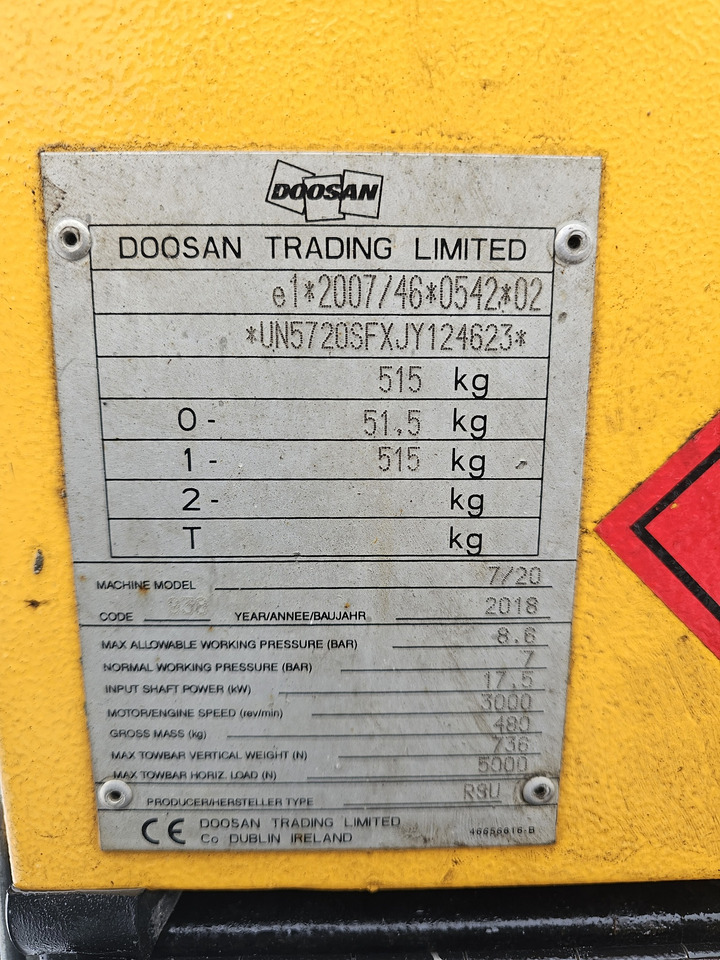 DOOSAN
DOOSAN TRADING LIMITED
e1*2007/46*0542*02
*UN5720SFXJY124623*
515 kg
0- 51,5 kg
1- 515 kg
2- kg
T kg
MACHINE MODEL 7/20
CODE YEAR/ANNEE/BAUJAHR 2018
MAX ALLOWABLE WORKING PRESSURE (BAR) 8.6
NORMAL WORKING PRESSURE (BAR) 7
INPUT SHAFT POWER (kW) 17.5
MOTOR/ENGINE SPEED (rev/min) 3000
GROSS MASS (kg) 480
MAX TOWBAR VERTICAL WEIGHT (N) 736
MAX TOWBAR HORIZ. LOAD (N) 5000
PRODUCER/HERSTELLER TYPE RSU
CE DOOSAN TRADING LIMITED
Co DUBLIN IRELAND